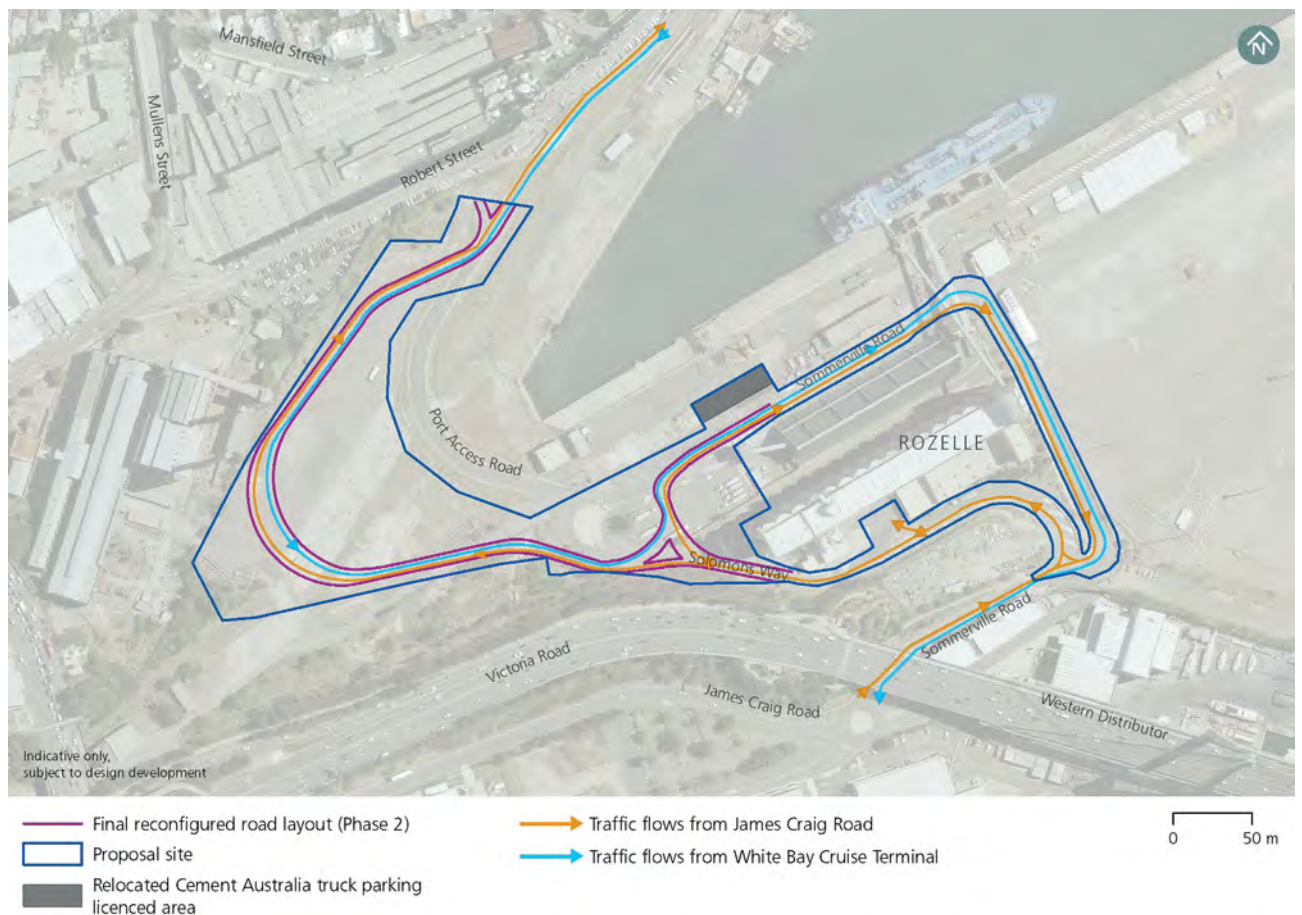 Mansfield Street
N
Mullens Street
Robert Street
Sommerville Road
Port Access Road
ROZELLE
Solomons Way
Sommerville Road
Victoria Road
James Craig Road
Western Distributor
Indicative only,
subject to design development
Final reconfigured road layout (Phase 2)
Proposal site
Relocated Cement Australia truck parking
licenced area
Traffic flows from James Craig Road
Traffic flows from White Bay Cruise Terminal
0 50 m